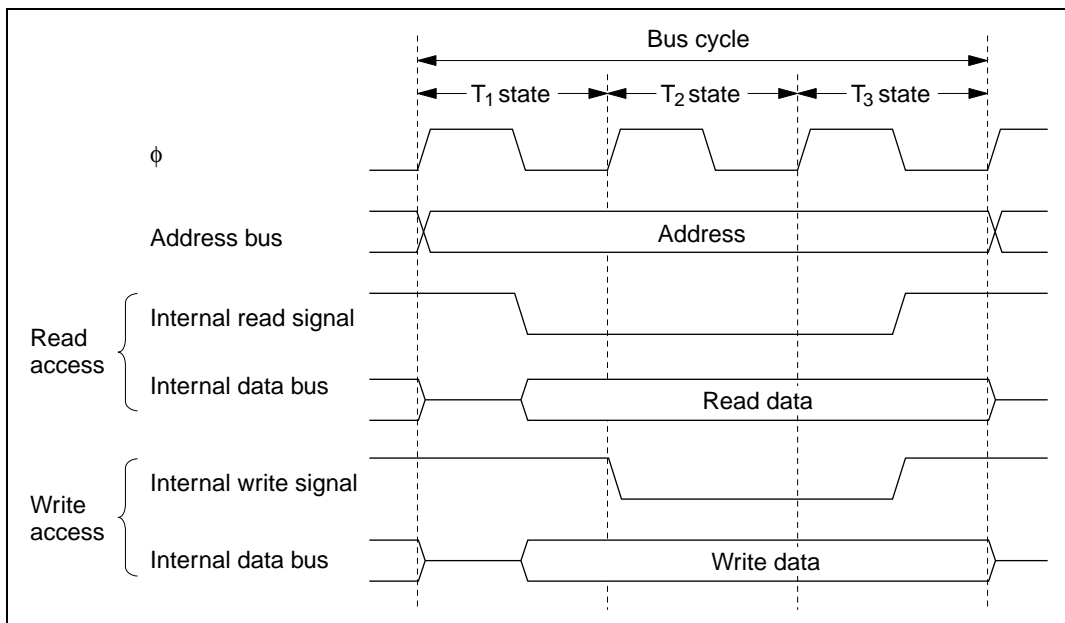 Bus cycle
T1 state
T2 state
T3 state
ϕ
Address bus
Address
Read
access
Internal read signal
Internal data bus
Read data
Write
access
Internal write signal
Internal data bus
Write data